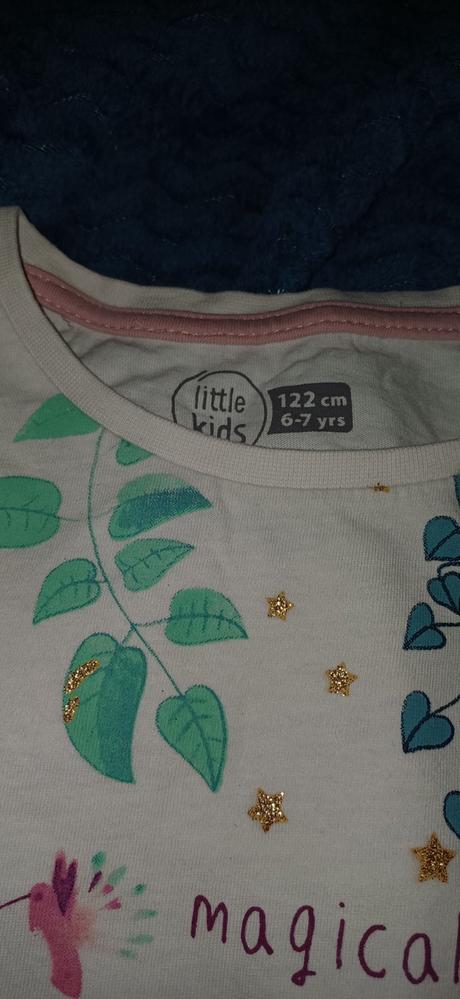 little
kids
122 cm
6-7 yrs
magical